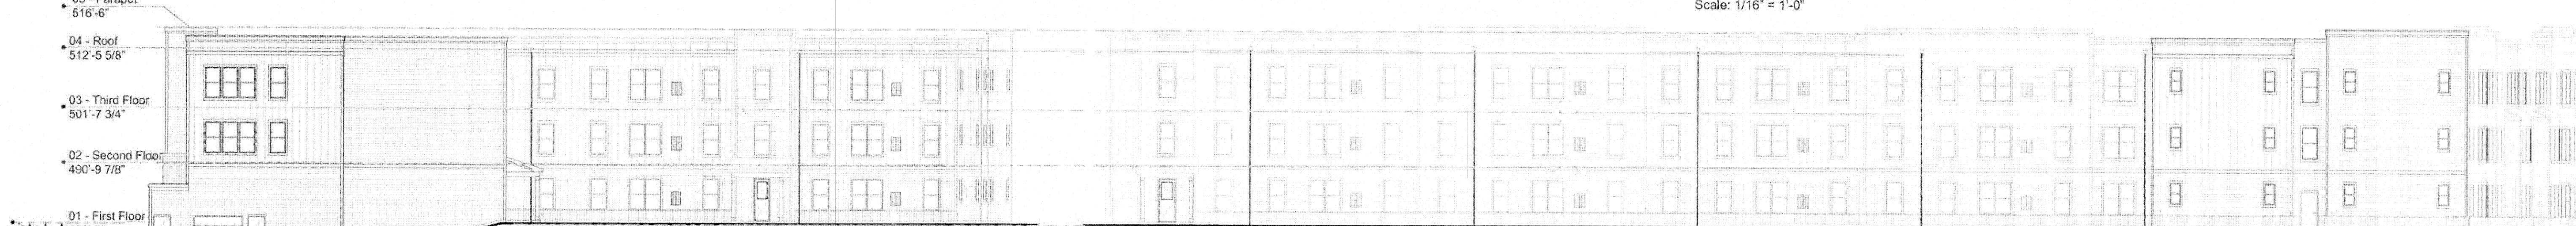 Parapet
516'-6"
Scale: 1/16" = 1'-0"
04 - Roof
512'-5 5/8"
03 - Third Floor
501'-7 3/4"
02 - Second Floor
490'-9 7/8"
01 - First Floor